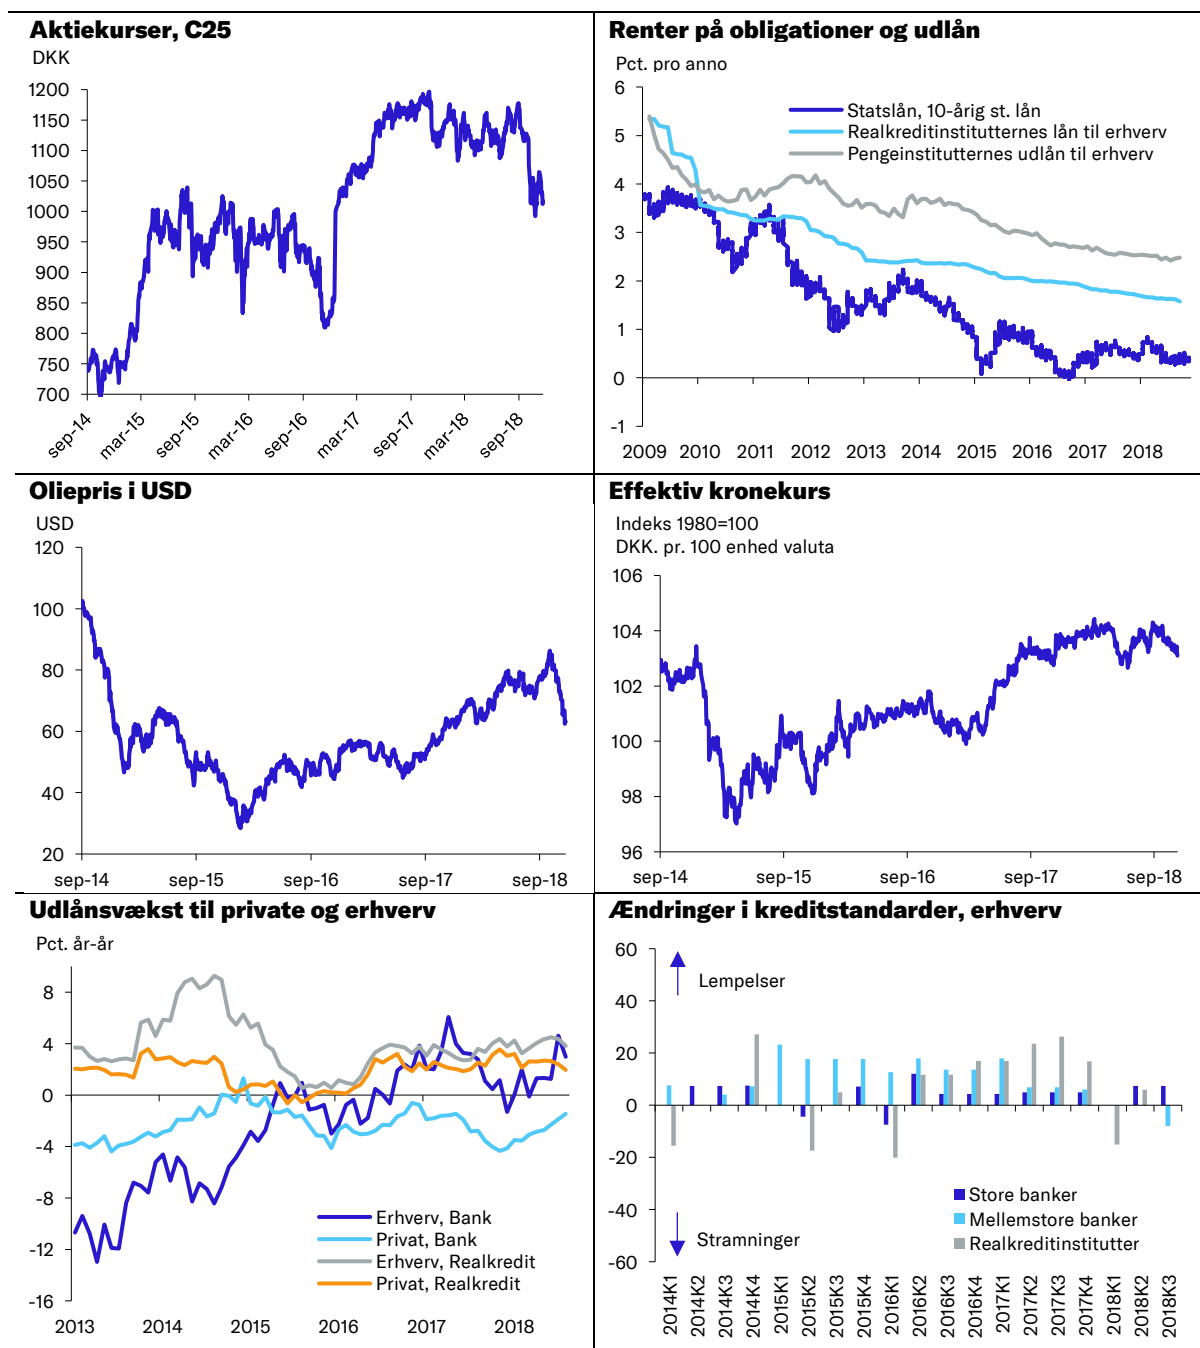 Aktiekurser, C25
DKK
1200
1150
1100
1050
1000
950
900
850
800
750
700
sep-14
mar-15
sep-15
mar-16
sep-16
mar-17
sep-17
mar-18
sep-18
Renter på obligationer og udlån
Pct. pro anno
6
5
4
3
2
1
0
-1
Statslån, 10-årig st. lån
Realkreditinstitutternes lån til erhverv
Pengeinstitutternes udlån til erhverv
2009 2010 2011 2012 2013 2014 2015 2016 2017 2018
Oliepris i USD
USD
120
100
80
60
40
20
sep-14 sep-15 sep-16 sep-17 sep-18
Effektiv kronekurs
Indeks 1980=100
DKK. pr. 100 enhed valuta
106
104
102
100
98
96
sep-14 sep-15 sep-16 sep-17 sep-18
Udlånsvækst til private og erhverv
Pct. år-år
8
4
0
-4
-8
-12
-16
Erhverv, Bank
Privat, Bank
Erhverv, Realkredit
Privat, Realkredit
2013 2014 2015 2016 2017 2018
Ændringer i kreditstandarder, erhverv
60
40
20
0
-20
-40
-60
Lempelser
Stramninger
Store banker
Mellemstore banker
Realkreditinstitutter
2014K1
2014K2
2014K3
2014K4
2015K1
2015K2
2015K3
2015K4
2016K1
2016K2
2016K3
2016K4
2017K1
2017K2
2017K3
2017K4
2018K1
2018K2
2018K3